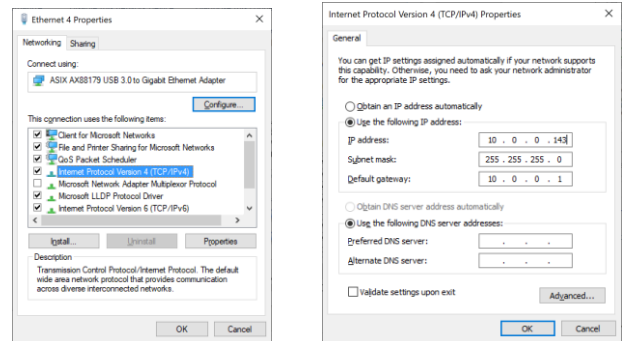 Ethernet 4 Properties
Networking Sharing
Connect using:
ASIX AX88179 USB 3.0 to Gigabit Ethernet Adapter
Configure...
This connection uses the following items:
Client for Microsoft Networks
File and Printer Sharing for Microsoft Networks
QoS Packet Scheduler
Internet Protocol Version 4 (TCP/IPv4)
Microsoft Network Adapter Multiplexor Protocol
Microsoft LLDP Protocol Driver
Internet Protocol Version 6 (TCP/IPv6)
Install... Uninstall Properties
Description
Transmission Control Protocol/Internet Protocol. The default
wide area network protocol that provides communication
across diverse interconnected networks.
OK Cancel
Internet Protocol Version 4 (TCP/IPv4) Properties
General
You can get IP settings assigned automatically if your network supports
this capability. Otherwise, you need to ask your network administrator
for the appropriate IP settings.
Obtain an IP address automatically
Use the following IP address:
IP address: 10 . 0 . 0 . 143
Subnet mask: 255 . 255 . 255 . 0
Default gateway: 10 . 0 . 0 . 1
Obtain DNS server address automatically
Use the following DNS server addresses:
Preferred DNS server: . . .
Alternate DNS server: . . .
Validate settings upon exit
Advanced...
OK Cancel